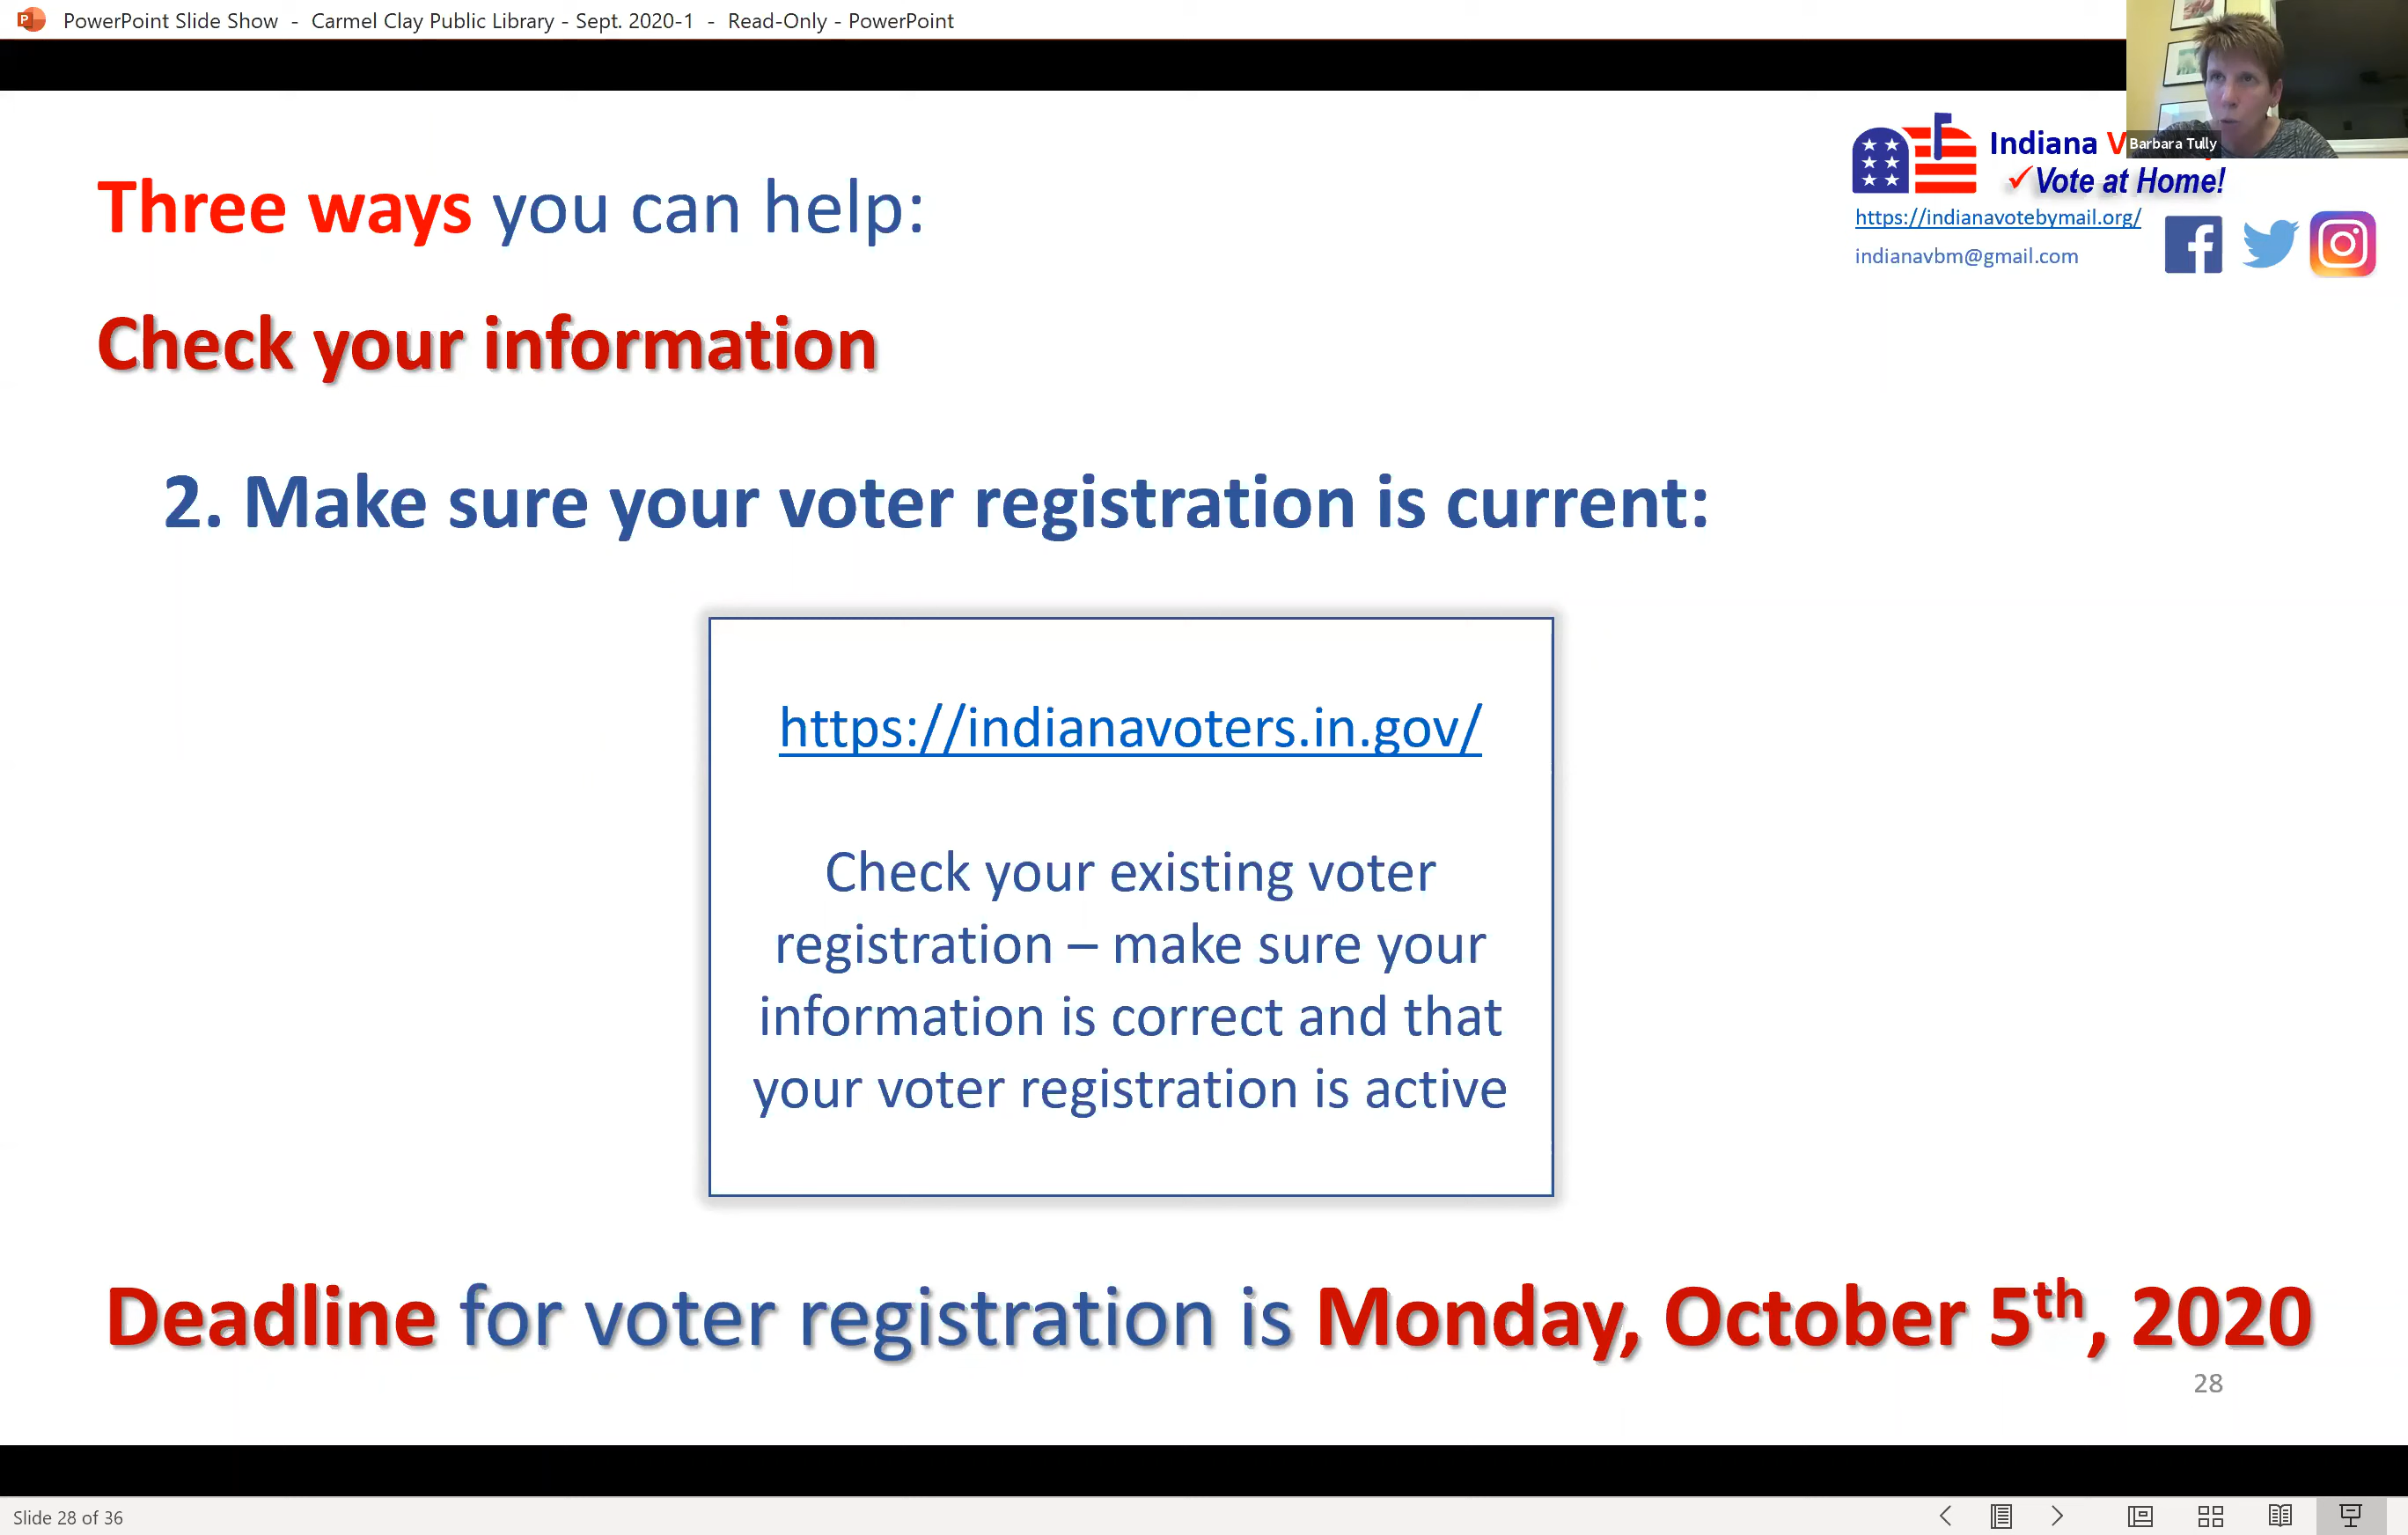 PowerPoint Slide Show - Carmel Clay Public Library - Sept. 2020-1 - Read-Only - PowerPoint
Barbara Tully
Indiana V
✓Vote at Home!
https://indianavotebymail.org/
indianavbm@gmail.com
Three ways you can help:
Check your information
2. Make sure your voter registration is current:
https://indianavoters.in.gov/
Check your existing voter
registration – make sure your
information is correct and that
your voter registration is active
Deadline for voter registration is Monday, October 5th, 2020
28
Slide 28 of 36